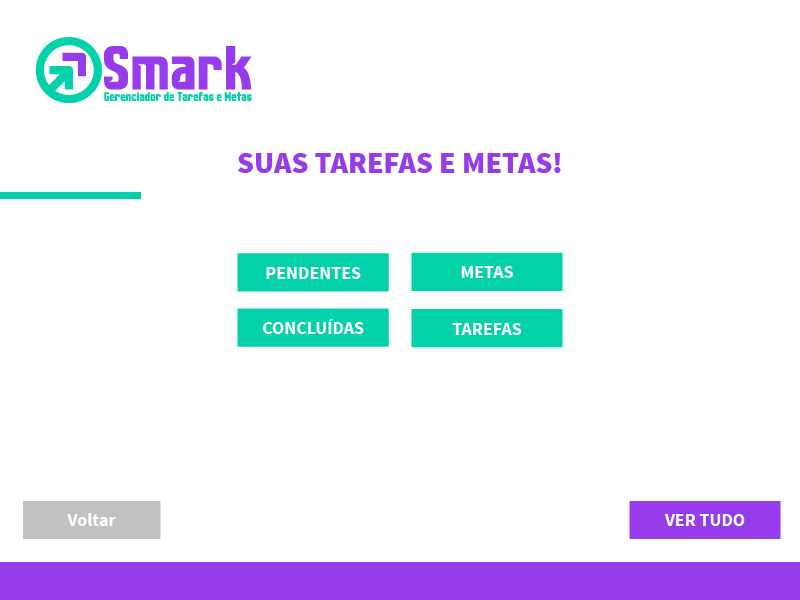 Smark
Gerenciador de Tarefas e Metas
SUAS TAREFAS E METAS!
PENDENTES
METAS
CONCLUÍDAS
TAREFAS
Voltar
VER TUDO